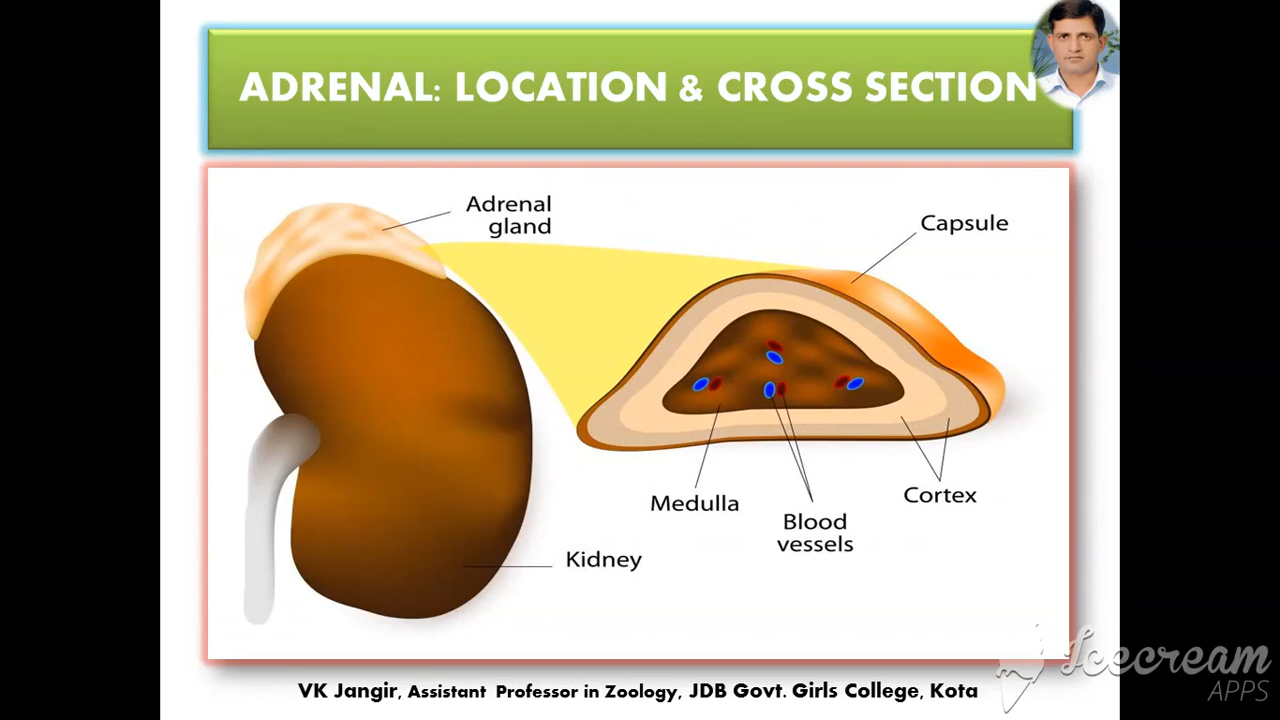 ADRENAL: LOCATION & CROSS SECTION
Adrenal
gland
Capsule
Medulla
Blood
vessels
Cortex
Kidney
VK Jangir, Assistant Professor in Zoology, JDB Govt. Girls College, Kota
Icecream
APPS